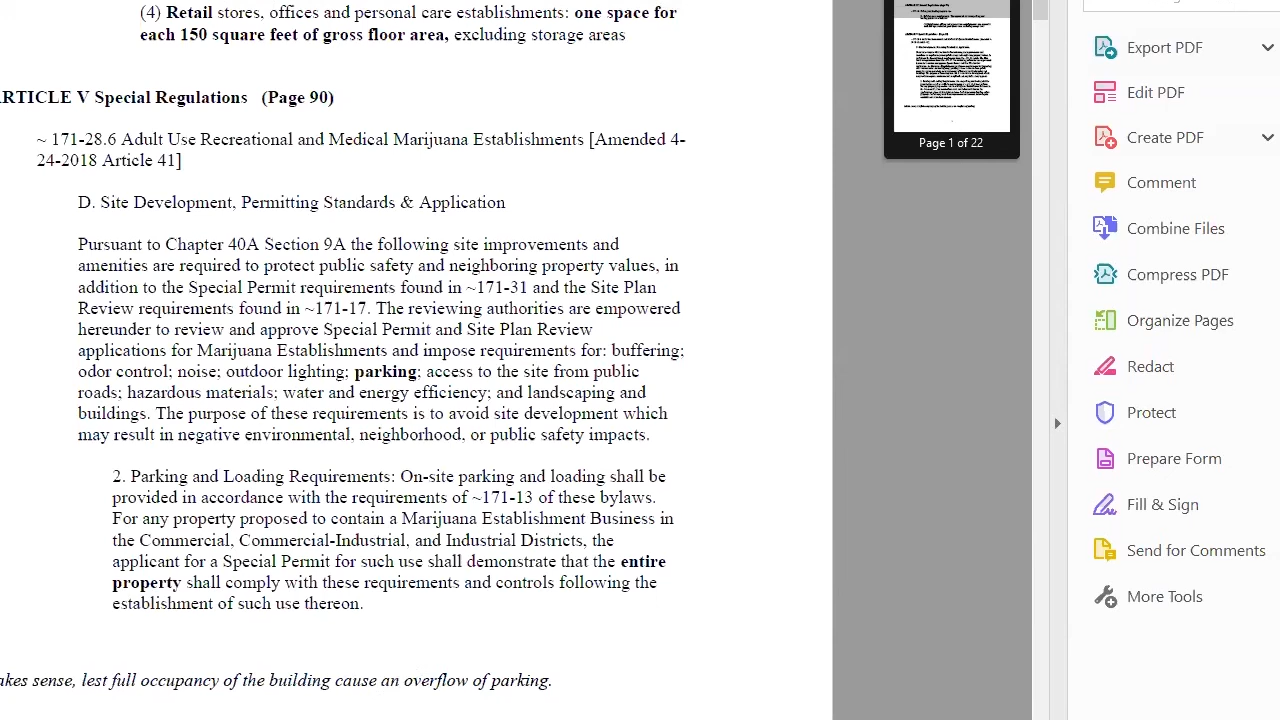 (4) Retail stores, offices and personal care establishments: one space for
each 150 square feet of gross floor area, excluding storage areas
ARTICLE V Special Regulations (Page 90)
~ 171-28.6 Adult Use Recreational and Medical Marijuana Establishments [Amended 4-
24-2018 Article 41]
D. Site Development, Permitting Standards & Application
Pursuant to Chapter 40A Section 9A the following site improvements and
amenities are required to protect public safety and neighboring property values, in
addition to the Special Permit requirements found in ~171-31 and the Site Plan
Review requirements found in ~171-17. The reviewing authorities are empowered
hereunder to review and approve Special Permit and Site Plan Review
applications for Marijuana Establishments and impose requirements for: buffering;
odor control; noise; outdoor lighting; parking; access to the site from public
roads; hazardous materials; water and energy efficiency; and landscaping and
buildings. The purpose of these requirements is to avoid site development which
may result in negative environmental, neighborhood, or public safety impacts.
2. Parking and Loading Requirements: On-site parking and loading shall be
provided in accordance with the requirements of ~171-13 of these bylaws.
For any property proposed to contain a Marijuana Establishment Business in
the Commercial, Commercial-Industrial, and Industrial Districts, the
applicant for a Special Permit for such use shall demonstrate that the entire
property shall comply with these requirements and controls following the
establishment of such use thereon.
akes sense, lest full occupancy of the building cause an overflow of parking.
Page 1 of 22
Export PDF
Edit PDF
Create PDF
Comment
Combine Files
Compress PDF
Organize Pages
Redact
Protect
Prepare Form
Fill & Sign
Send for Comments
More Tools